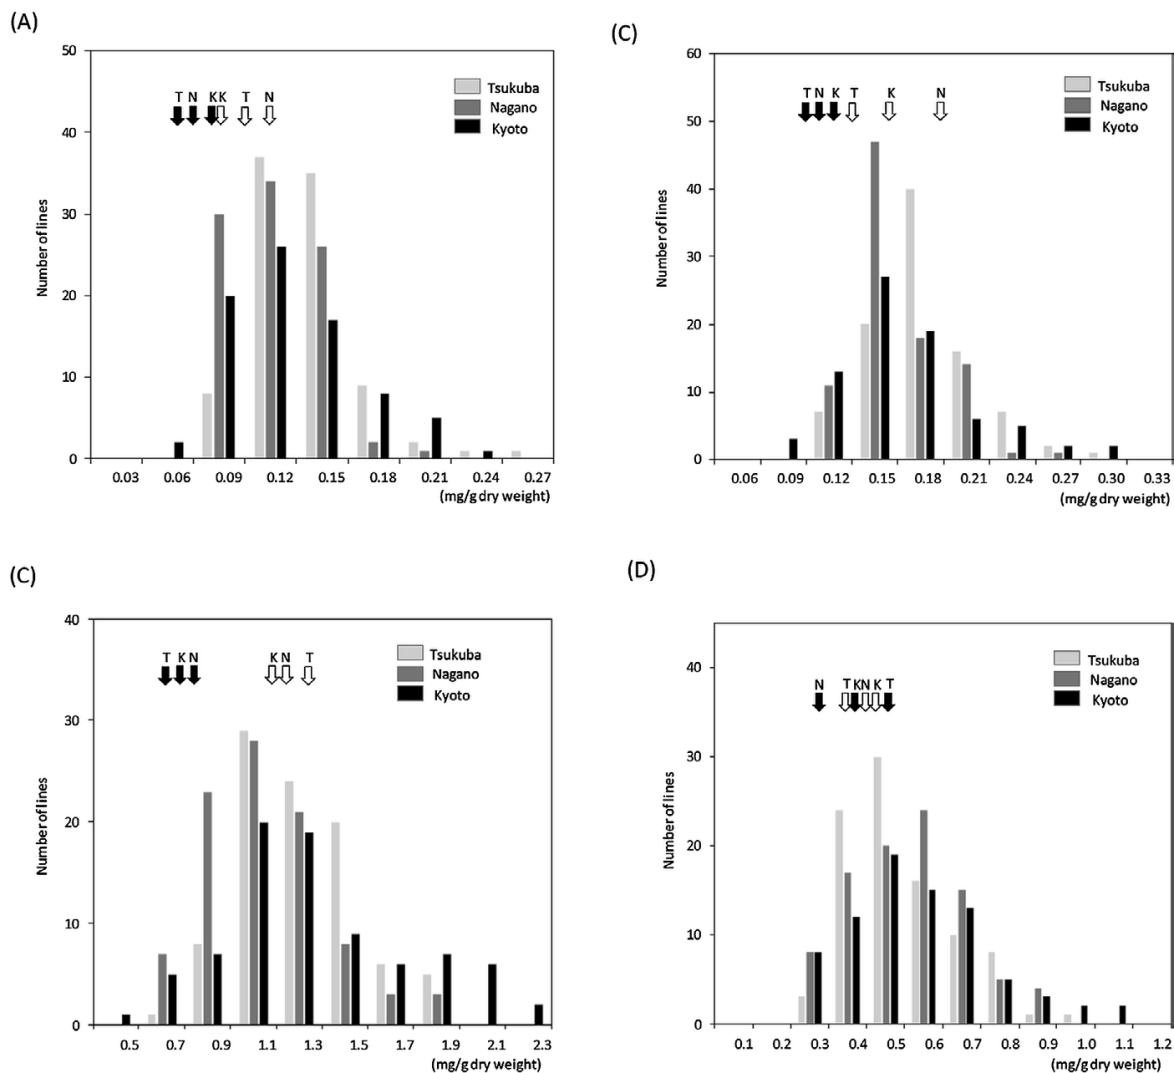 (A)
50
T N K K T N
Tsukuba
Nagano
Kyoto
40
30
20
10
0
Number of lines
0.03 0.06 0.09 0.12 0.15 0.18 0.21 0.24 0.27
(mg/g dry weight)
(C)
60
T N K T K N
Tsukuba
Nagano
Kyoto
50
40
30
20
10
0
Number of lines
0.06 0.09 0.12 0.15 0.18 0.21 0.24 0.27 0.30 0.33
(mg/g dry weight)
(C)
40
T K N K N T
Tsukuba
Nagano
Kyoto
30
20
10
0
Number of lines
0.5 0.7 0.9 1.1 1.3 1.5 1.7 1.9 2.1 2.3
(mg/g dry weight)
(D)
40
N T K N K T
Tsukuba
Nagano
Kyoto
30
20
10
0
Number of lines
0.1 0.2 0.3 0.4 0.5 0.6 0.7 0.8 0.9 1.0 1.1 1.2
(mg/g dry weight)